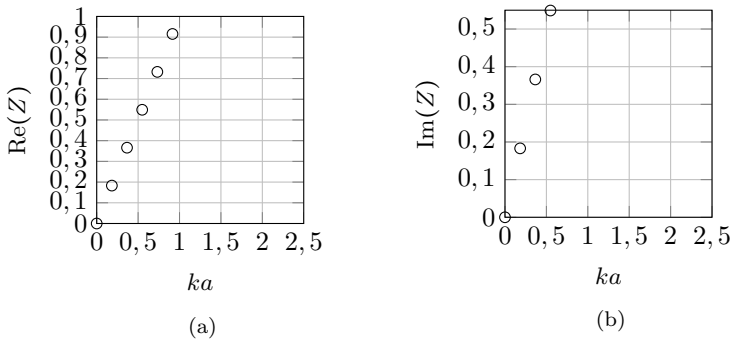 1
0, 9
0, 8
0, 7
0, 6
0, 5
0, 4
0, 3
0, 2
0, 1
0
Re(Z)
0 0, 5 1 1, 5 2 2, 5
ka
(a)
0, 5
0, 4
0, 3
0, 2
0, 1
0
Im(Z)
0 0, 5 1 1, 5 2 2, 5
ka
(b)